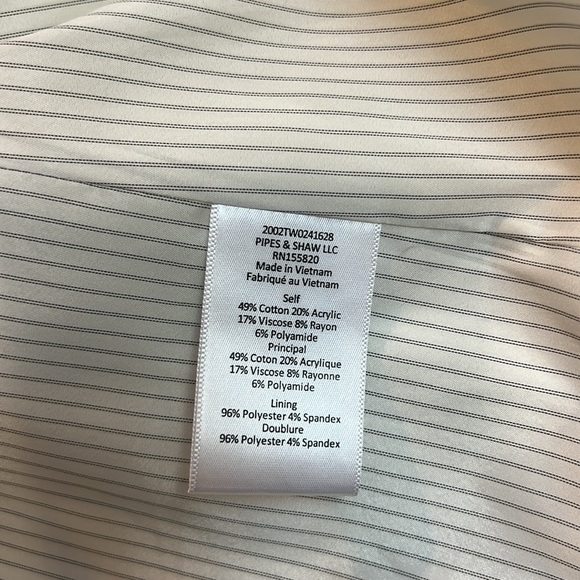 2002TW0241628
PIPES & SHAW LLC
RN155820
Made in Vietnam
Fabriqué au Vietnam
Self
49% Cotton 20% Acrylic
17% Viscose 8% Rayon
6% Polyamide
Principal
49% Coton 20% Acrylique
17% Viscose 8% Rayonne
6% Polyamide
Lining
96% Polyester 4% Spandex
Doublure
96% Polyester 4% Spandex